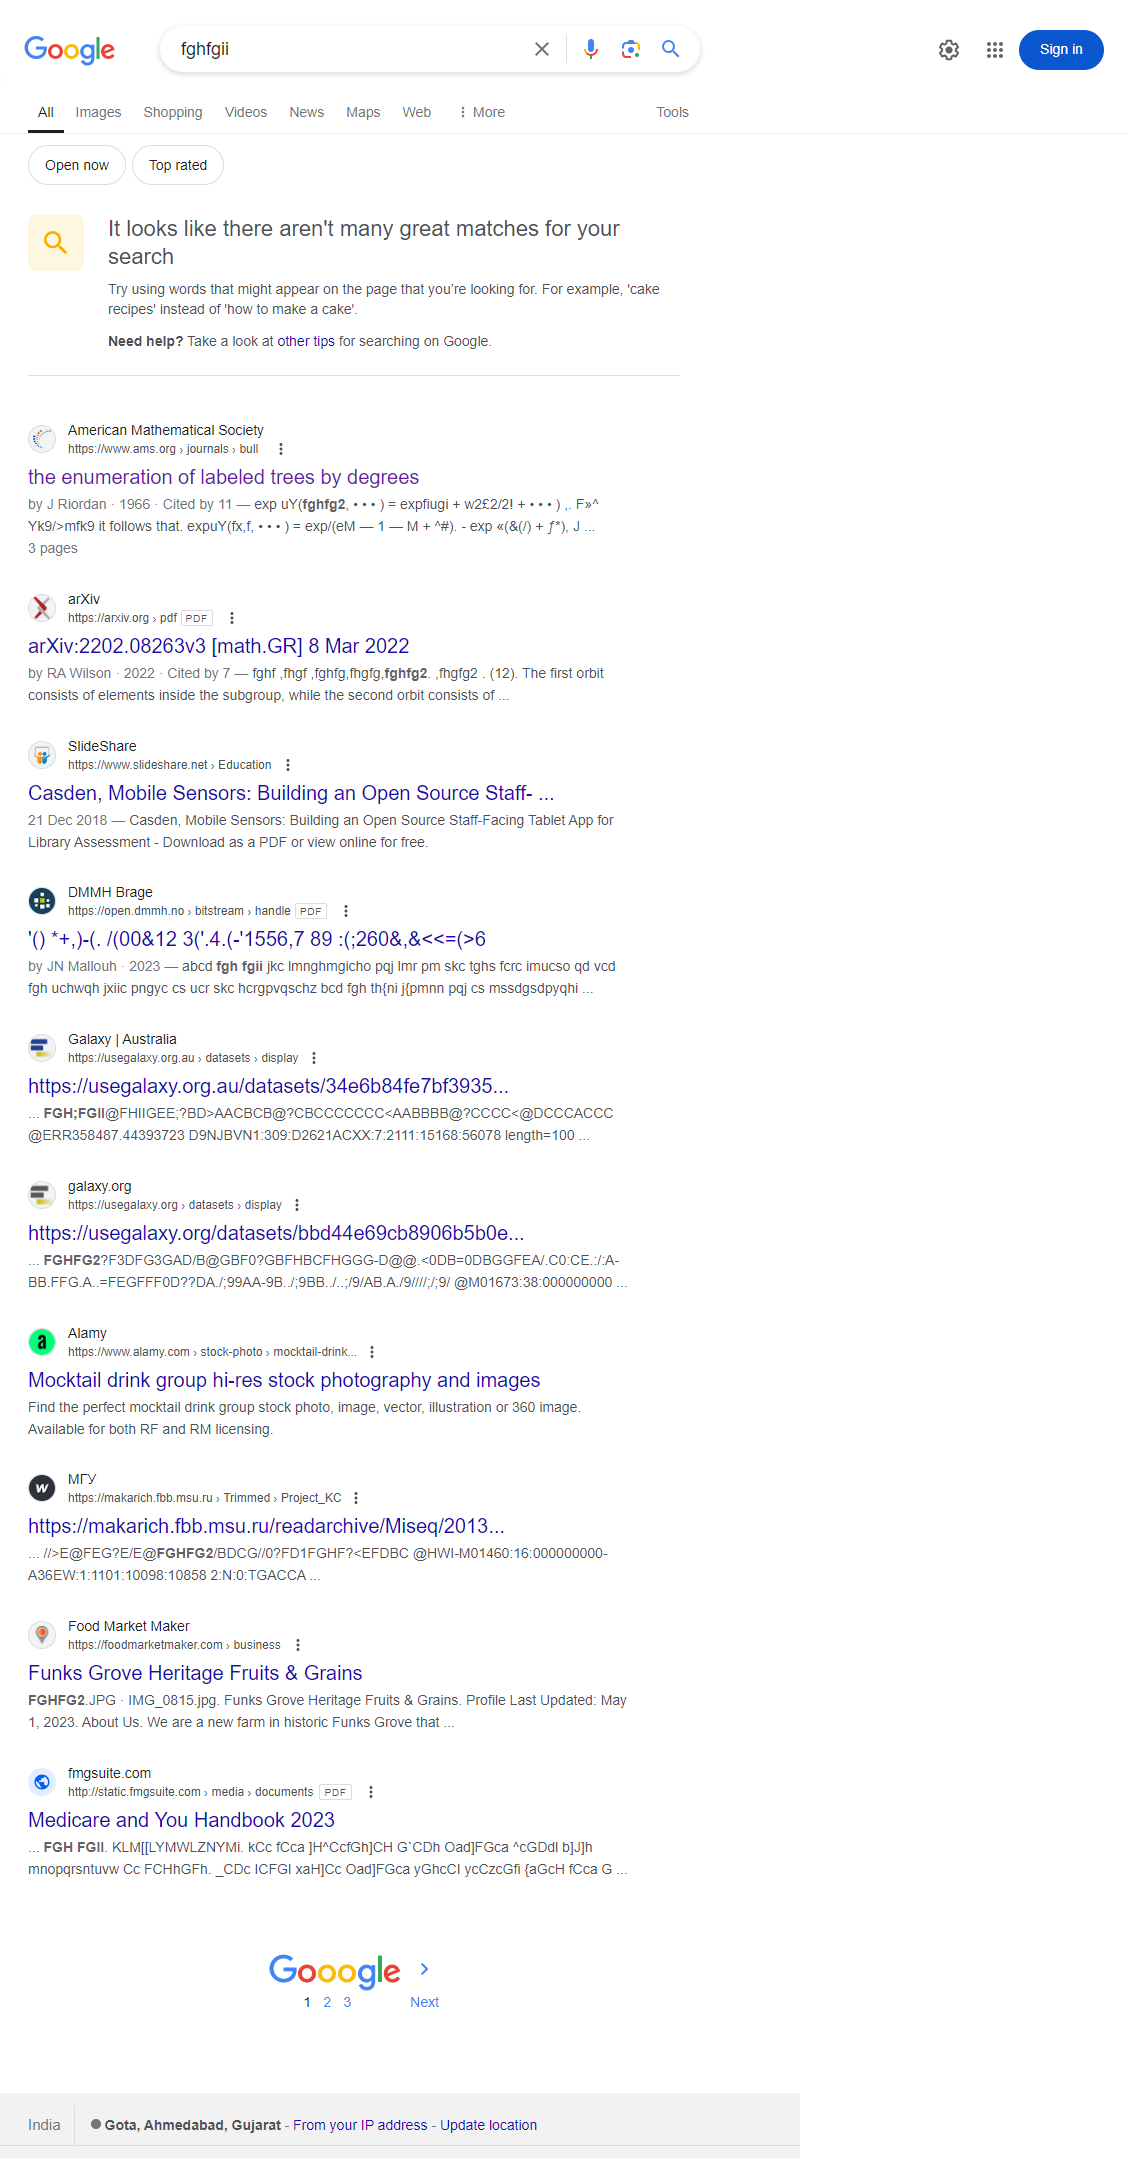 Google
fghfgii
Sign in
All Images Shopping Videos News Maps Web More Tools
Open now Top rated
It looks like there aren't many great matches for your
search
Try using words that might appear on the page that you're looking for. For example, 'cake
recipes' instead of 'how to make a cake'.
Need help? Take a look at other tips for searching on Google.
American Mathematical Society
https://www.ams.org › journals › bull
the enumeration of labeled trees by degrees
by J Riordan · 1966 · Cited by 11 — exp uY(fghfg2, • • • ) = expfiugi + w2£2/2! + • • • ) ,. F»^
Yk9/>mfk9 it follows that. expuY(fx,f, • • • ) = exp/(eM — 1 — M + ^#). - exp «(&(/) + ƒ*), J ...
3 pages
arXiv
https://arxiv.org › pdf PDF
arXiv:2202.08263v3 [math.GR] 8 Mar 2022
by RA Wilson · 2022 · Cited by 7 — fghf ,fhgf ,fghfg,fhgfg,fghfg2. ,fhgfg2 . (12). The first orbit
consists of elements inside the subgroup, while the second orbit consists of ...
SlideShare
https://www.slideshare.net › Education
Casden, Mobile Sensors: Building an Open Source Staff- ...
21 Dec 2018 — Casden, Mobile Sensors: Building an Open Source Staff-Facing Tablet App for
Library Assessment - Download as a PDF or view online for free.
DMMH Brage
https://open.dmmh.no › bitstream › handle PDF
'() *+,)-(. /(00&12 3('.4.(-'1556,7 89 :(;260&,&<<=(>6
by JN Mallouh · 2023 — abcd fgh fgii jkc lmnghmgicho pqj lmr pm skc tghs fcrc imucso qd vcd
fgh uchwqh jxiic pngyc cs ucr skc hcrgpvqschz bcd fgh th{ni j{pmnn pqj cs mssdgsdpyqhi ...
Galaxy | Australia
https://usegalaxy.org.au › datasets › display
https://usegalaxy.org.au/datasets/34e6b84fe7bf3935...
... FGH;FGII@FHIIGEE;?BD>AACBCB@?CBCCCCCCC<AABBBB@?CCCC<@DCCCACCC
@ERR358487.44393723 D9NJBVN1:309:D2621ACXX:7:2111:15168:56078 length=100 ...
galaxy.org
https://usegalaxy.org › datasets › display
https://usegalaxy.org/datasets/bbd44e69cb8906b5b0e...
... FGHFG2?F3DFG3GAD/B@GBF0?GBFHBCFHGGG-D@@.<0DB=0DBGGFEA/.C0:CE.:/:A-
BB.FFG.A..=FEGFFF0D??DA./;99AA-9B../;9BB../..;/9/AB.A./9////;/;9/ @M01673:38:000000000 ...
a
Alamy
https://www.alamy.com › stock-photo › mocktail-drink...
Mocktail drink group hi-res stock photography and images
Find the perfect mocktail drink group stock photo, image, vector, illustration or 360 image.
Available for both RF and RM licensing.
w
МГУ
https://makarich.fbb.msu.ru › Trimmed › Project_KC
https://makarich.fbb.msu.ru/readarchive/Miseq/2013...
... //>E@FEG?E/E@FGHFG2/BDCG//0?FD1FGHF?<EFDBC @HWI-M01460:16:000000000-
A36EW:1:1101:10098:10858 2:N:0:TGACCA ...
Food Market Maker
https://foodmarketmaker.com › business
Funks Grove Heritage Fruits & Grains
FGHFG2.JPG · IMG_0815.jpg. Funks Grove Heritage Fruits & Grains. Profile Last Updated: May
1, 2023. About Us. We are a new farm in historic Funks Grove that ...
fmgsuite.com
http://static.fmgsuite.com › media › documents PDF
Medicare and You Handbook 2023
... FGH FGII. KLM[[LYMWLZNYMi. kCc fCca ]H^CcfGh]CH G`CDh Oad]FGca ^cGDdI b]J]h
mnopqrsntuvw Cc FCHhGFh. _CDc ICFGI xaH]Cc Oad]FGca yGhcCI ycCzcGfi {aGcH fCca G ...
Gooogle
1 2 3 Next
India Gota, Ahmedabad, Gujarat - From your IP address - Update location